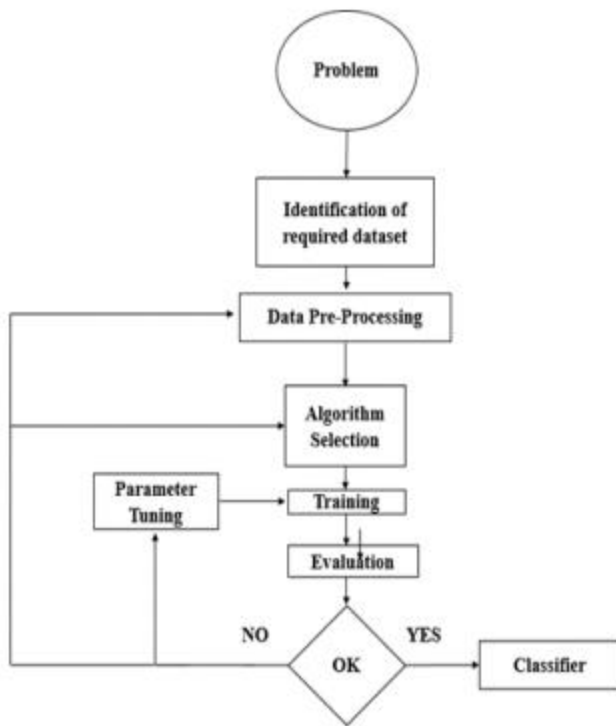 Problem
Identification of
required dataset
Data Pre-Processing
Algorithm
Selection
Parameter
Tuning
Training
Evaluation
NO
YES
OK
Classifier